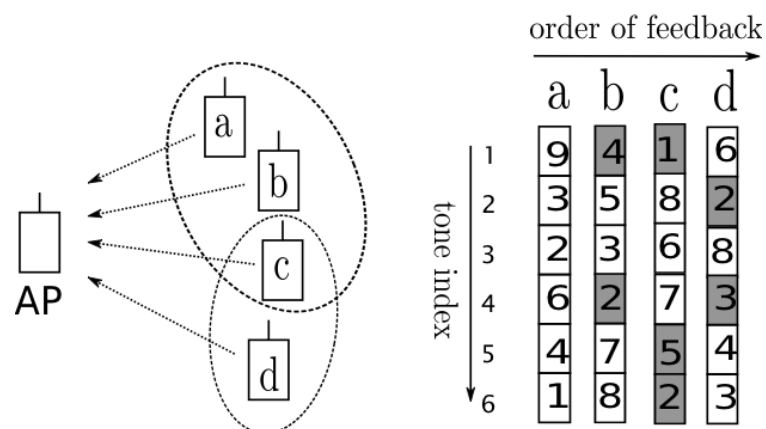 order of feedback
a b c d
a
b
c
d
AP
tone index
1 9 4 1 6
2 3 5 8 2
3 2 3 6 8
4 6 2 7 3
5 4 7 5 4
6 1 8 2 3